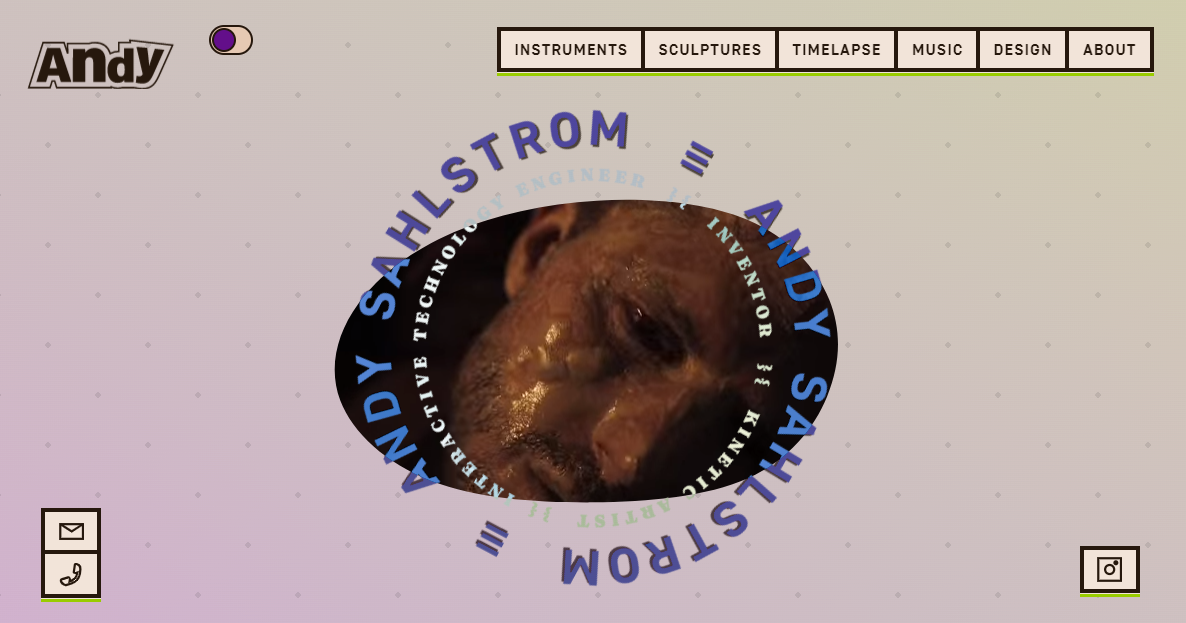 Andy
INSTRUMENTS
SCULPTURES
TIMELAPSE
MUSIC
DESIGN
ABOUT
ANDY SAHLSTROM ≡ ANDY SAHLSTROM ≡
INTERACTIVE TECHNOLOGY ENGINEER }{ INVENTOR }{ KINETIC ARTIST }{